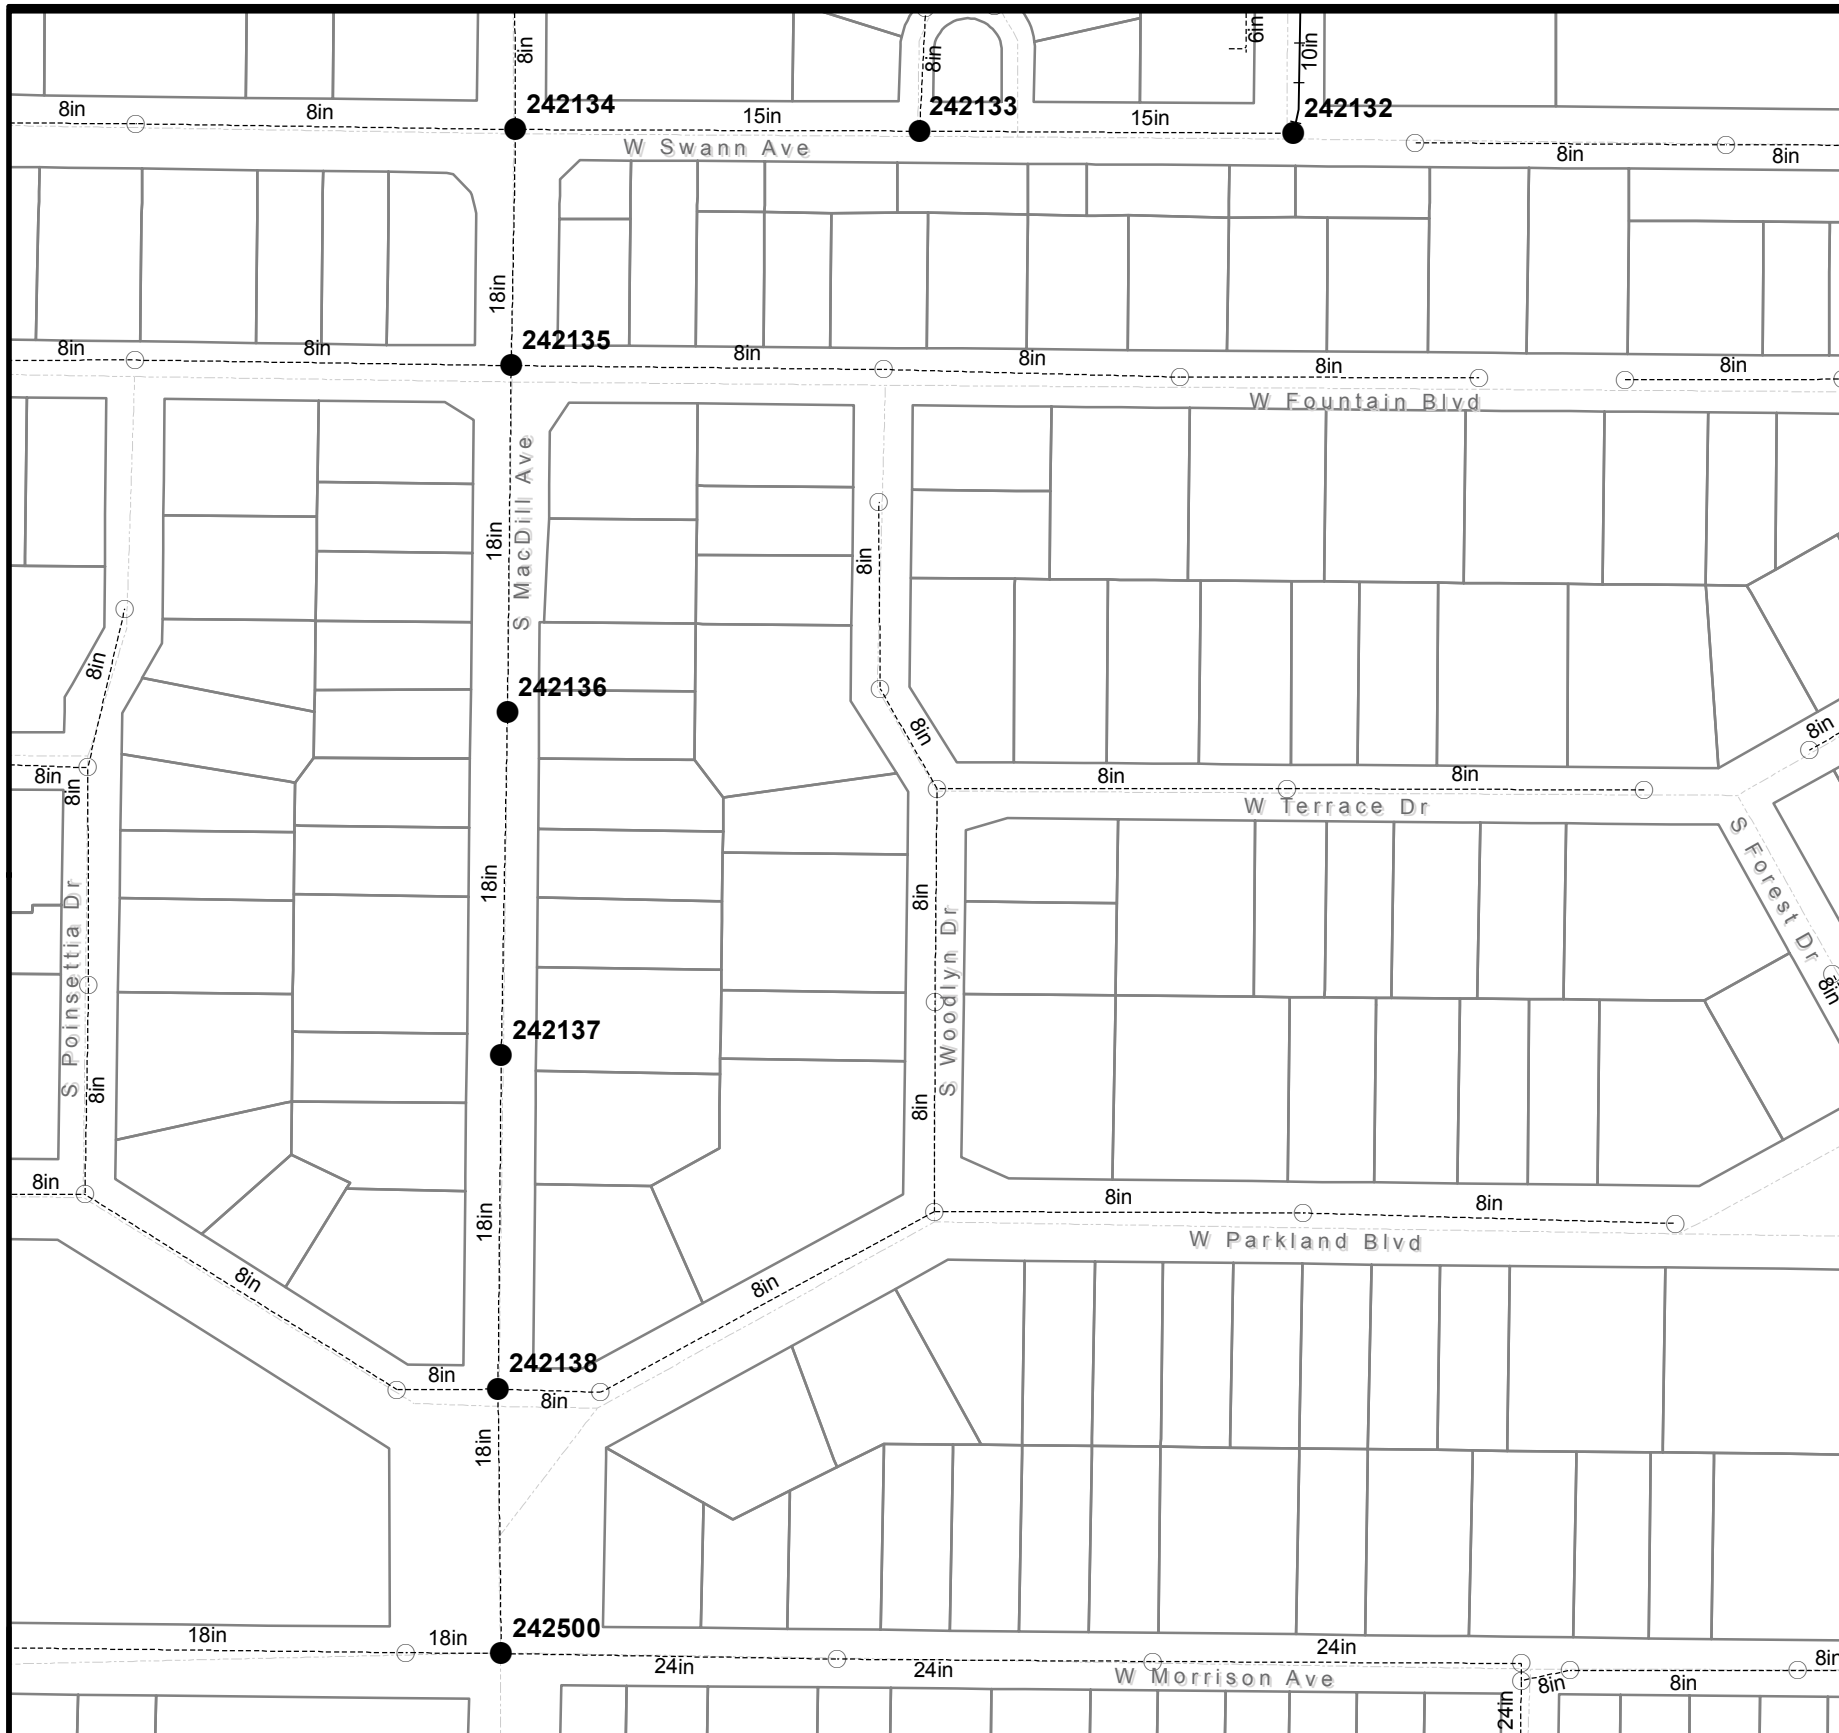 8in
8in
6in
10in
8in
8in
242134
15in
242133
15in
242132
W Swann Ave
8in
8in
18in
8in
8in
242135
8in
8in
8in
8in
W Fountain Blvd
S MacDill Ave
18in
8in
8in
242136
8in
8in
8in
8in
8in
8in
W Terrace Dr
S Forest Dr
18in
8in
S Poinsettia Dr
S Woodlyn Dr
8in
242137
8in
8in
8in
18in
8in
8in
W Parkland Blvd
8in
8in
242138
8in
8in
18in
242500
18in
18in
24in
24in
24in
W Morrison Ave
8in
8in
8in
24in